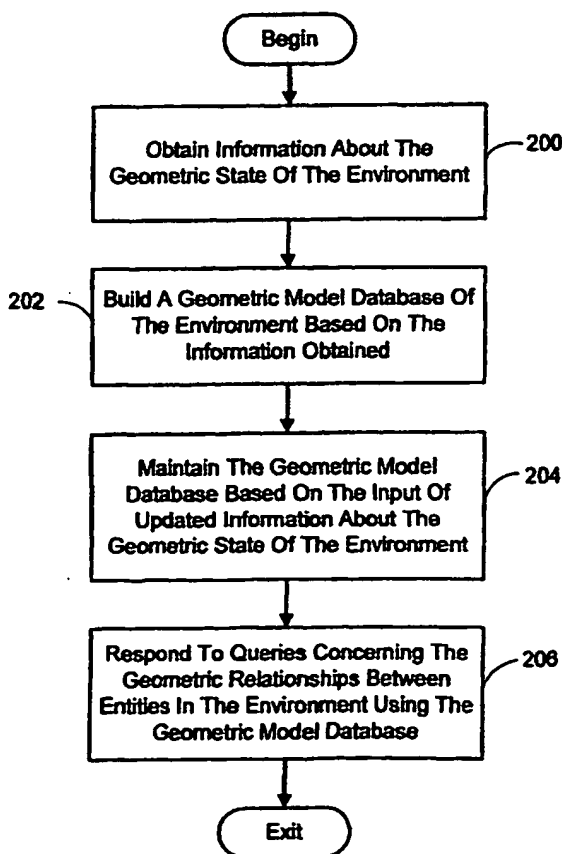 Begin
Obtain Information About The
Geometric State Of The Environment
200
202
Build A Geometric Model Database Of
The Environment Based On The
Information Obtained
Maintain The Geometric Model
Database Based On The Input Of
Updated Information About The
Geometric State Of The Environment
204
Respond To Queries Concerning The
Geometric Relationships Between
Entities In The Environment Using The
Geometric Model Database
206
Exit